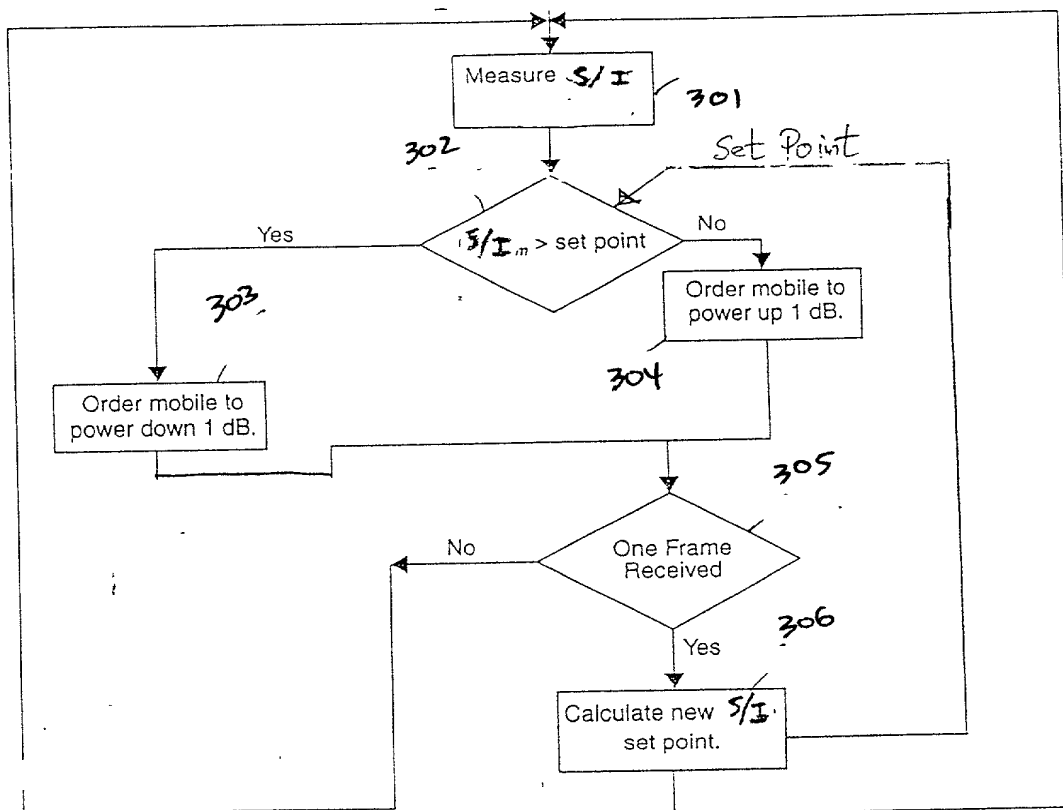 Measure S/I
301
302
Set Point
Yes
S/I m > set point
No
303
Order mobile to
power up 1 dB.
304
Order mobile to
power down 1 dB.
305
No
One Frame
Received
306
Yes
Calculate new S/I
set point.